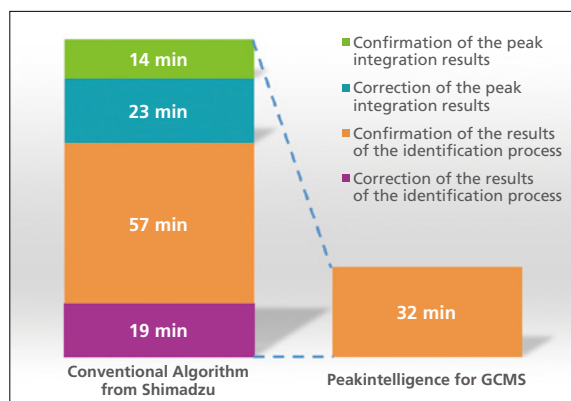 14 min
23 min
57 min
19 min
Conventional Algorithm
from Shimadzu
32 min
Peakintelligence for GCMS
Confirmation of the peak
integration results
Correction of the peak
integration results
Confirmation of the results
of the identification process
Correction of the results
of the identification process